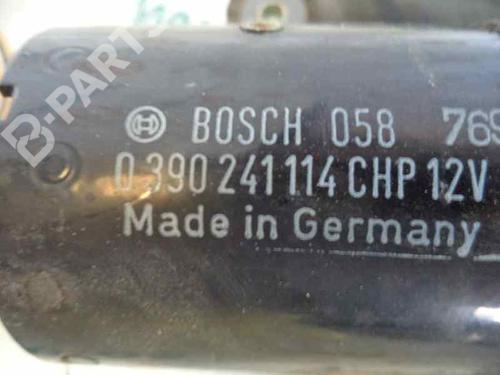 B-PARTS
BOSCH 058 769
0 390 241 114 CHP 12V
Made in Germany